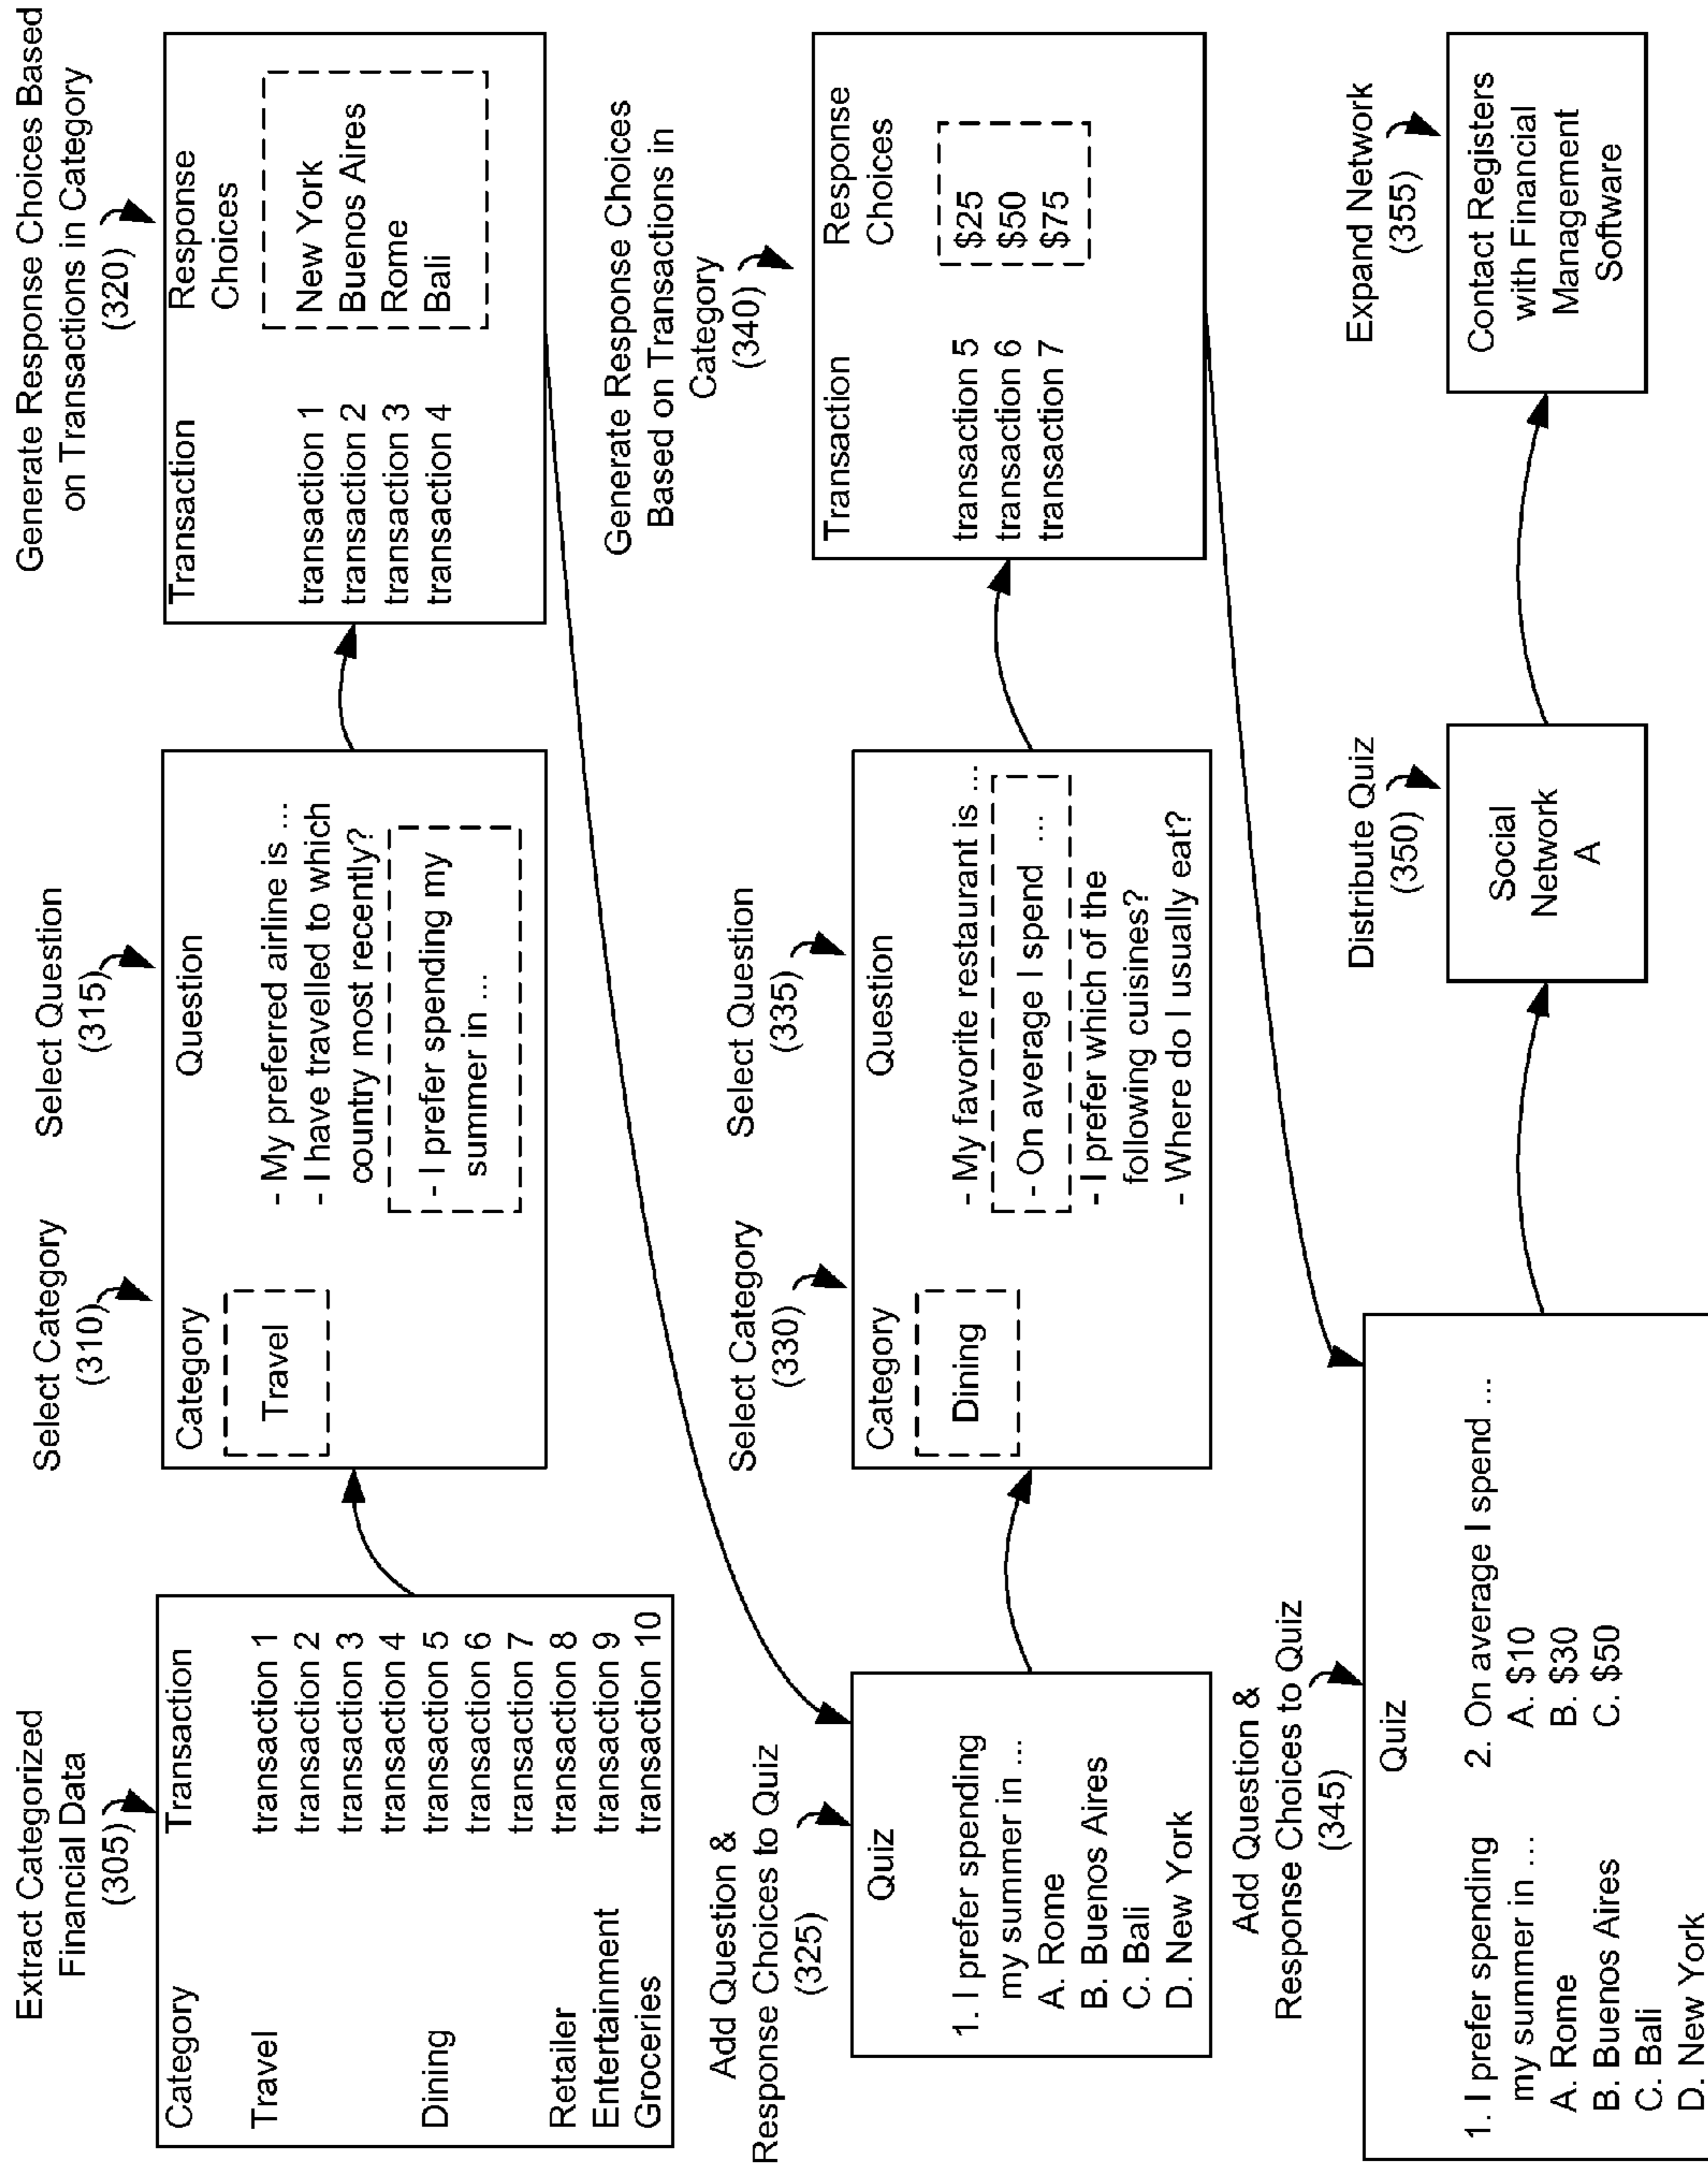 Extract Categorized
Financial Data
(305)
Category Transaction
Travel transaction 1
transaction 2
transaction 3
transaction 4
Dining transaction 5
transaction 6
transaction 7
Retailer transaction 8
Entertainment transaction 9
Groceries transaction 10
Select Category
(310)
Select Question
(315)
Category Question
Travel
- My preferred airline is ...
- I have travelled to which
country most recently?
- I prefer spending my
summer in ...
Generate Response Choices Based
on Transactions in Category
(320)
Transaction Response
Choices
transaction 1 New York
transaction 2 Buenos Aires
transaction 3 Rome
transaction 4 Bali
Add Question &
Response Choices to Quiz
(325)
Quiz
1. I prefer spending
my summer in ...
A. Rome
B. Buenos Aires
C. Bali
D. New York
Select Category
(330)
Select Question
(335)
Category Question
Dining
- My favorite restaurant is ...
- On average I spend ...
- I prefer which of the
following cuisines?
- Where do I usually eat?
Generate Response Choices
Based on Transactions in
Category
(340)
Transaction Response
Choices
transaction 5 $25
transaction 6 $50
transaction 7 $75
Add Question &
Response Choices to Quiz
(345)
Quiz
1. I prefer spending
my summer in ...
A. Rome
B. Buenos Aires
C. Bali
D. New York
2. On average I spend ...
A. $10
B. $30
C. $50
Distribute Quiz
(350)
Social
Network
A
Expand Network
(355)
Contact Registers
with Financial
Management
Software